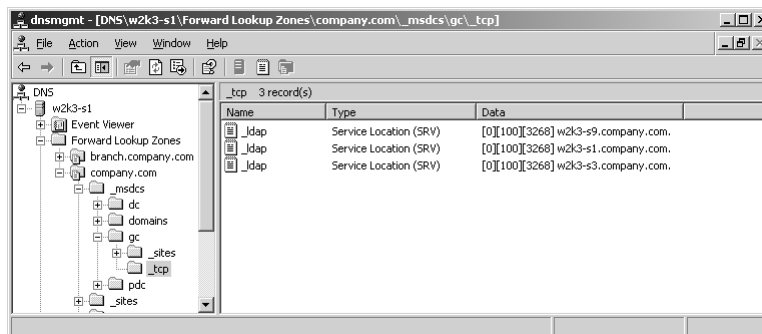 dnsmgmt - [DNS\w2k3-s1\Forward Lookup Zones\company.com\_msdcs\gc\_tcp]
File Action View Window Help
DNS
w2k3-s1
Event Viewer
Forward Lookup Zones
branch.company.com
company.com
_msdcs
dc
domains
gc
_sites
_tcp
pdc
_sites
_tcp 3 record(s)
Name Type Data
_ldap Service Location (SRV) [0][100][3268] w2k3-s9.company.com.
_ldap Service Location (SRV) [0][100][3268] w2k3-s1.company.com.
_ldap Service Location (SRV) [0][100][3268] w2k3-s3.company.com.